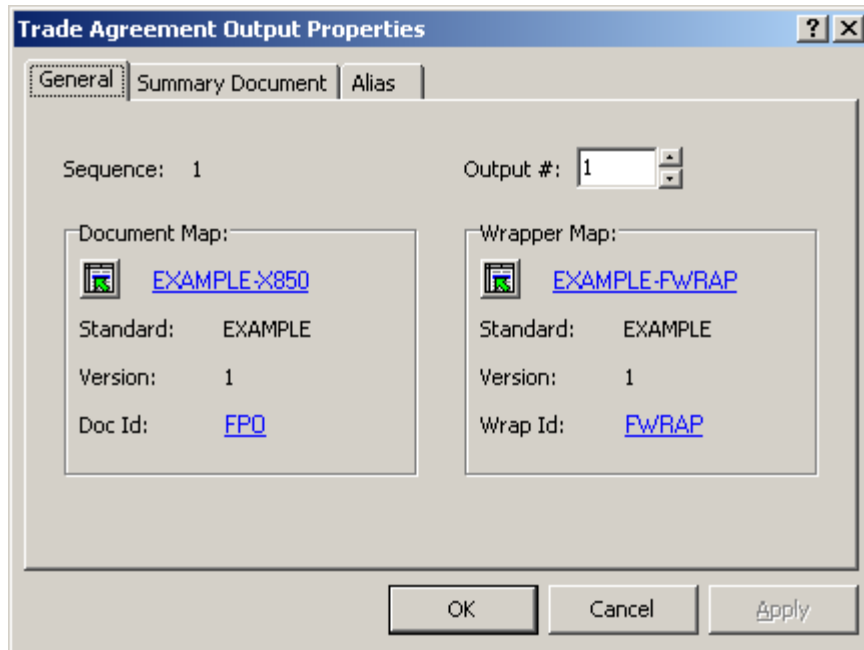 Trade Agreement Output Properties
General Summary Document Alias
Sequence: 1
Output #: 1
Document Map:
EXAMPLE-X850
Standard: EXAMPLE
Version: 1
Doc Id: FPO
Wrapper Map:
EXAMPLE-FWRAP
Standard: EXAMPLE
Version: 1
Wrap Id: FWRAP
OK Cancel Apply